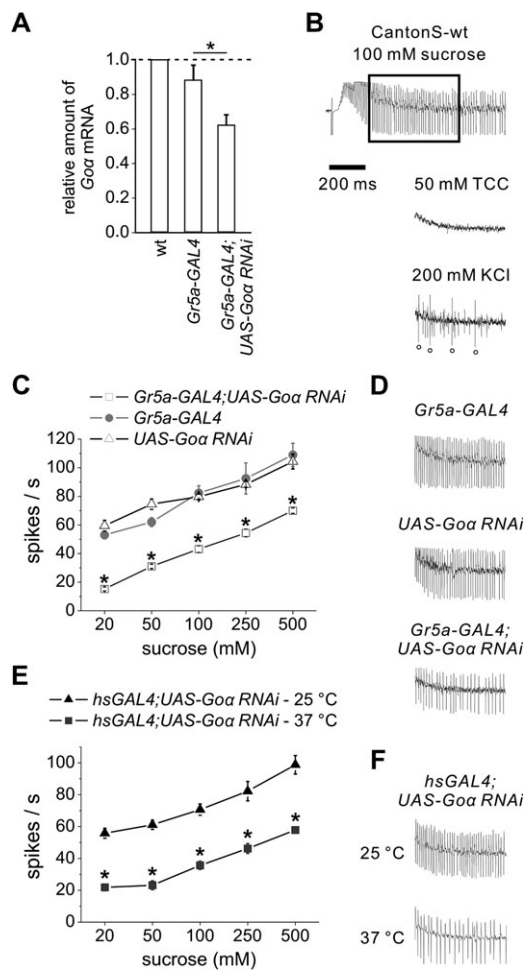 A
relative amount of
Goα mRNA
1.0
0.8
0.6
0.4
0.2
0.0
*
wt
Gr5a-GAL4
Gr5a-GAL4;
UAS-Goα RNAi
B
CantonS-wt
100 mM sucrose
200 ms
50 mM TCC
200 mM KCl
C
Gr5a-GAL4;UAS-Goα RNAi
Gr5a-GAL4
UAS-Goα RNAi
spikes / s
120
100
80
60
40
20
0
* * * * *
20 50 100 250 500
sucrose (mM)
D
Gr5a-GAL4
UAS-Goα RNAi
Gr5a-GAL4;
UAS-Goα RNAi
E
hsGAL4;UAS-Goα RNAi - 25 °C
hsGAL4;UAS-Goα RNAi - 37 °C
spikes / s
100
80
60
40
20
0
* * * * *
20 50 100 250 500
sucrose (mM)
F
hsGAL4;
UAS-Goα RNAi
25 °C
37 °C